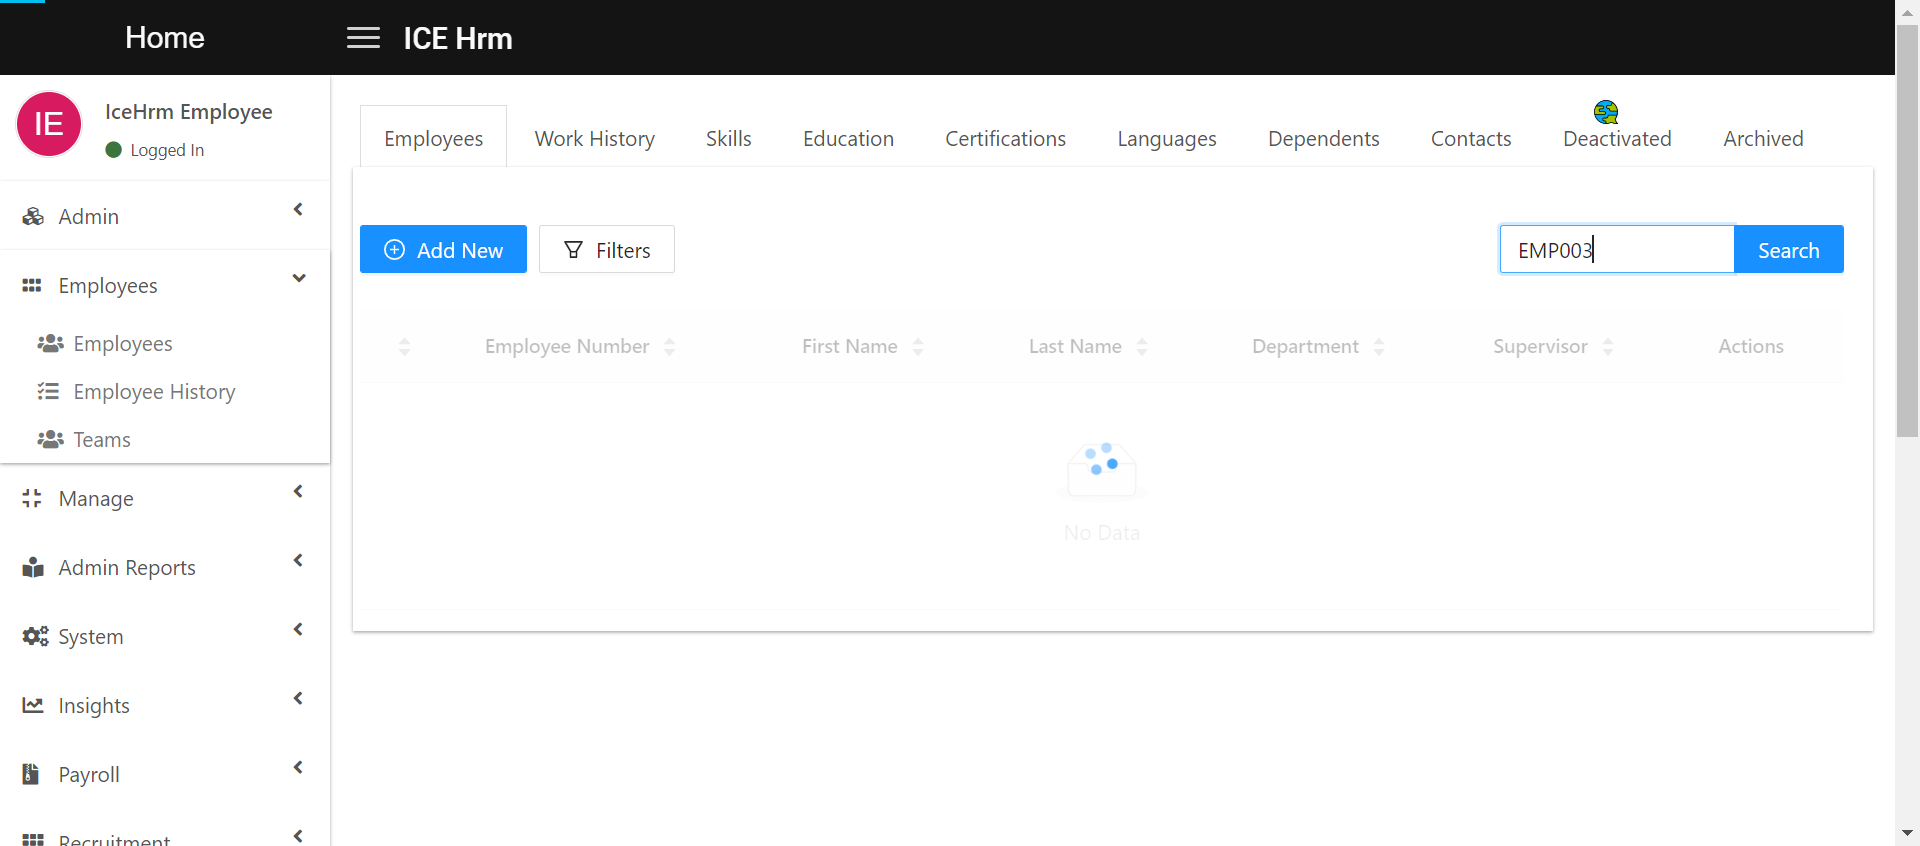 Home
ICE Hrm
IE
IceHrm Employee
Logged In
Admin
Employees
Employees
Employee History
Teams
Manage
Admin Reports
System
Insights
Payroll
Recruitment
Employees
Work History
Skills
Education
Certifications
Languages
Dependents
Contacts
Deactivated
Archived
Add New
Filters
EMP003
Search
Employee Number
First Name
Last Name
Department
Supervisor
Actions
No Data